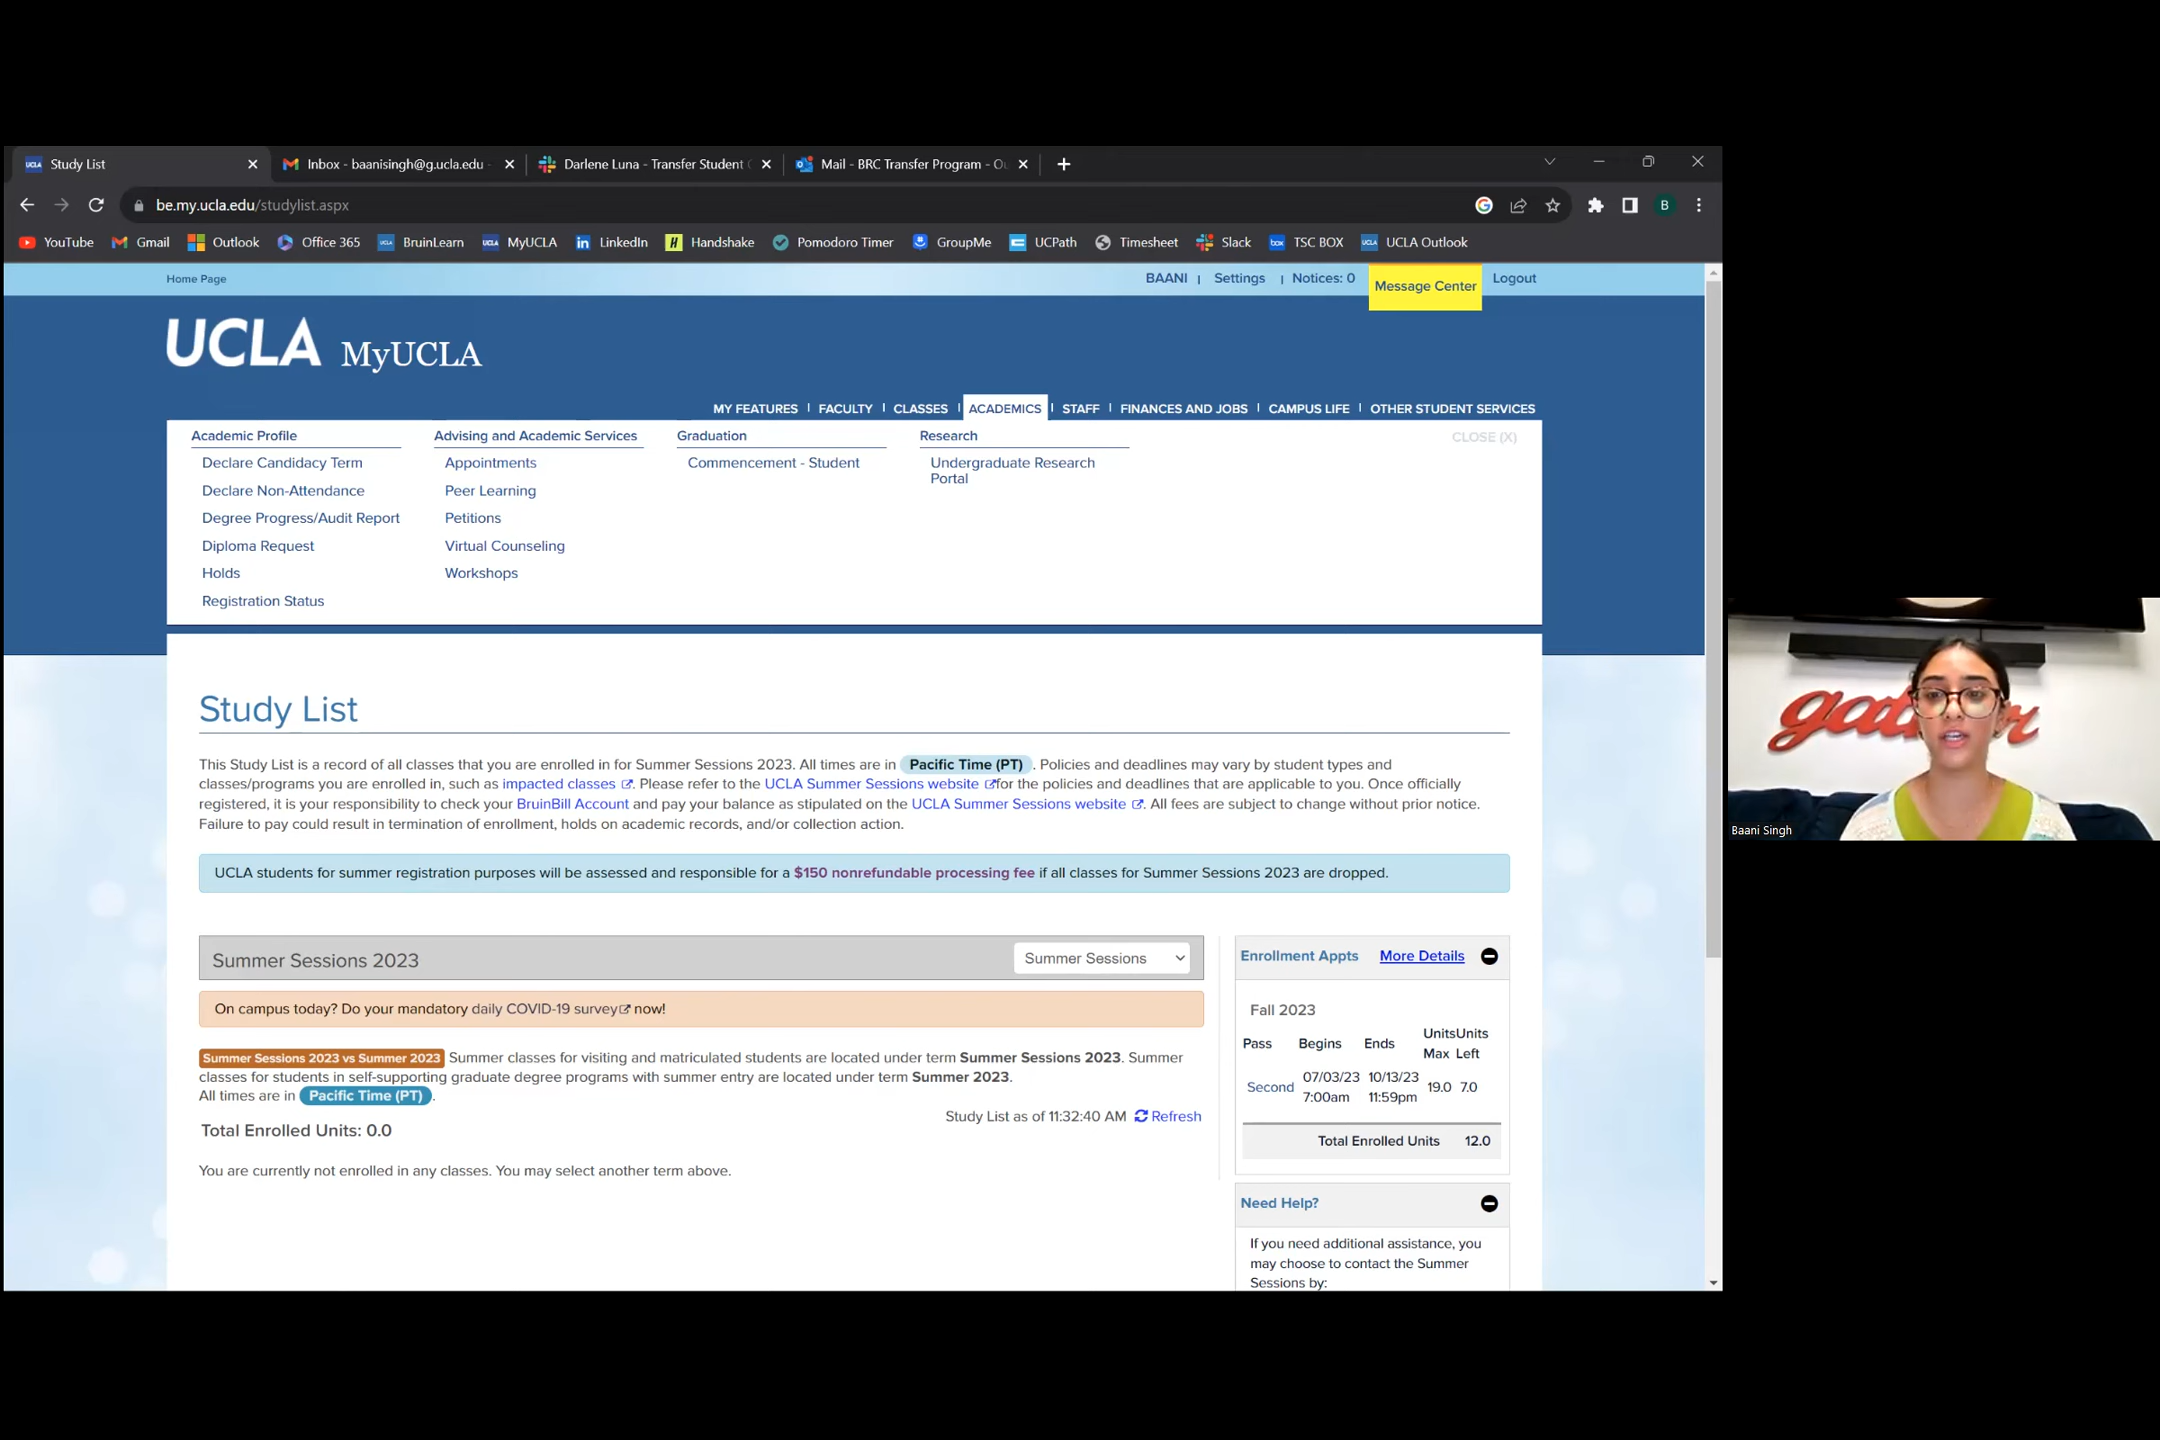 Study List
Inbox - baanisingh@g.ucla.edu -
Darlene Luna - Transfer Student
Mail - BRC Transfer Program - O
be.my.ucla.edu/studylist.aspx
B
YouTube
Gmail
Outlook
Office 365
BruinLearn
MyUCLA
LinkedIn
Handshake
Pomodoro Timer
GroupMe
UCPath
Timesheet
Slack
TSC BOX
UCLA Outlook
Home Page
BAANI | Settings | Notices: 0
Message Center
Logout
UCLA MyUCLA
MY FEATURES | FACULTY | CLASSES | ACADEMICS | STAFF | FINANCES AND JOBS | CAMPUS LIFE | OTHER STUDENT SERVICES
CLOSE (X)
Academic Profile
Declare Candidacy Term
Declare Non-Attendance
Degree Progress/Audit Report
Diploma Request
Holds
Registration Status
Advising and Academic Services
Appointments
Peer Learning
Petitions
Virtual Counseling
Workshops
Graduation
Commencement - Student
Research
Undergraduate Research
Portal
Study List
This Study List is a record of all classes that you are enrolled in for Summer Sessions 2023. All times are in Pacific Time (PT) . Policies and deadlines may vary by student types and
classes/programs you are enrolled in, such as impacted classes . Please refer to the UCLA Summer Sessions website for the policies and deadlines that are applicable to you. Once officially
registered, it is your responsibility to check your BruinBill Account and pay your balance as stipulated on the UCLA Summer Sessions website . All fees are subject to change without prior notice.
Failure to pay could result in termination of enrollment, holds on academic records, and/or collection action.
UCLA students for summer registration purposes will be assessed and responsible for a $150 nonrefundable processing fee if all classes for Summer Sessions 2023 are dropped.
Summer Sessions 2023
Summer Sessions
On campus today? Do your mandatory daily COVID-19 survey now!
Summer Sessions 2023 vs Summer 2023 Summer classes for visiting and matriculated students are located under term Summer Sessions 2023. Summer
classes for students in self-supporting graduate degree programs with summer entry are located under term Summer 2023.
All times are in Pacific Time (PT) .
Study List as of 11:32:40 AM Refresh
Total Enrolled Units: 0.0
You are currently not enrolled in any classes. You may select another term above.
Enrollment Appts More Details
Fall 2023
Pass Begins Ends Units Max Units Left
Second 07/03/23 7:00am 10/13/23 11:59pm 19.0 7.0
Total Enrolled Units 12.0
Need Help?
If you need additional assistance, you
may choose to contact the Summer
Sessions by:
Baani Singh